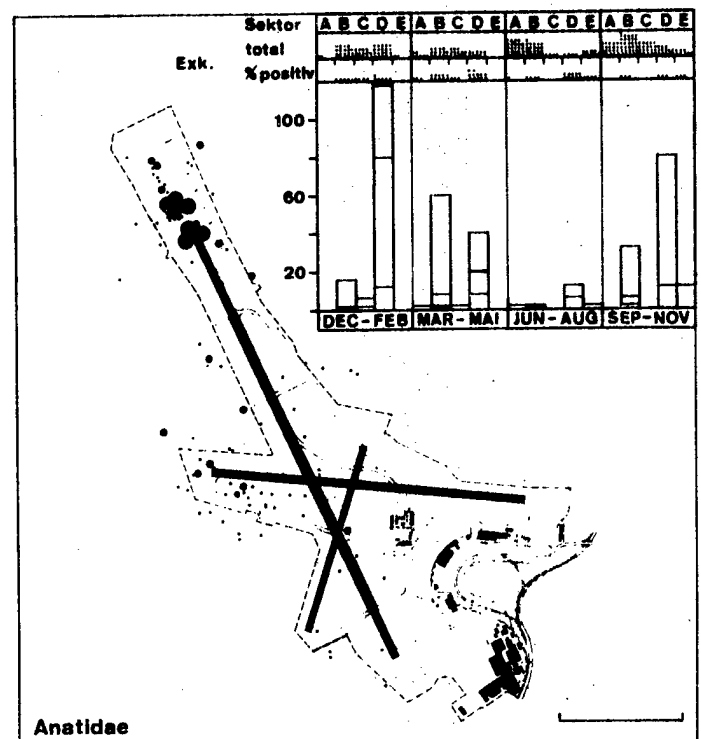 Sektor A B C D E A B C D E A B C D E A B C D E
total
Exk.
% positiv
100
60
20
DEC - FEB MAR - MAI JUN - AUG SEP - NOV
Anatidae